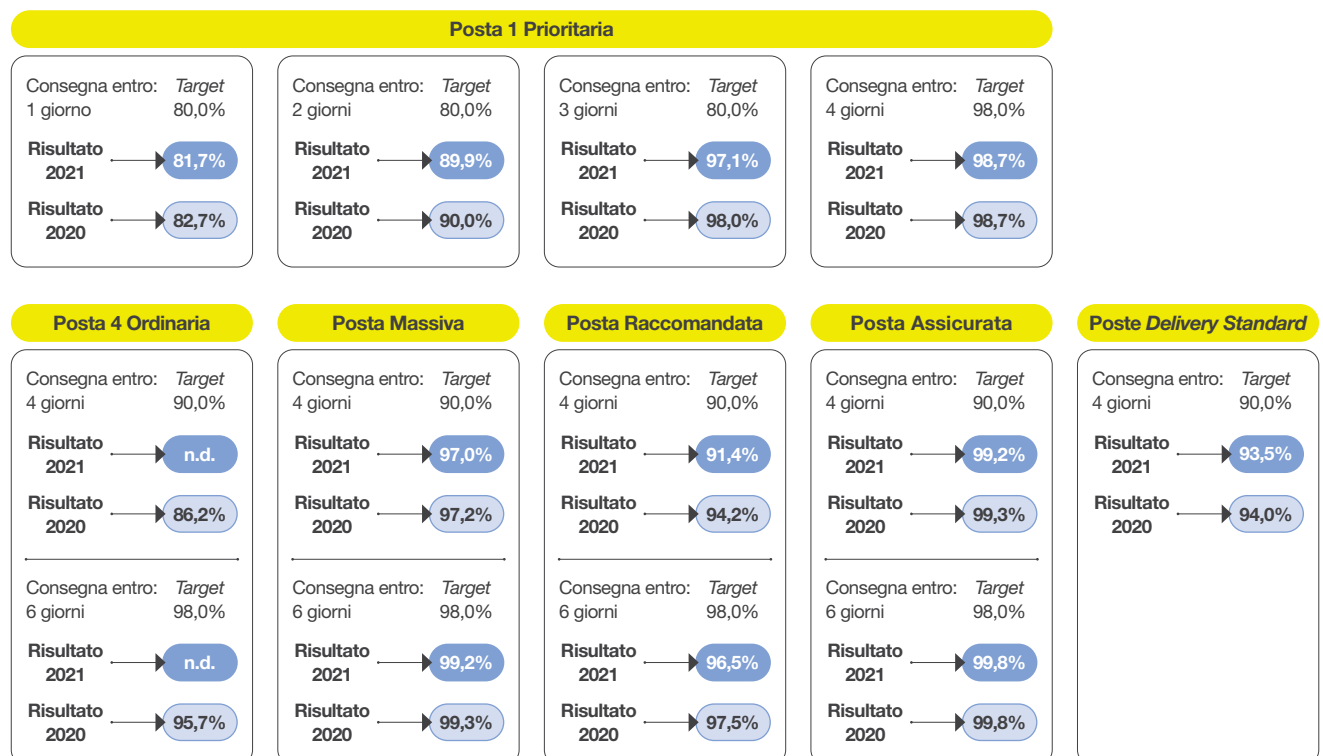 Posta 1 Prioritaria
Consegna entro: Target
1 giorno 80,0%
Risultato
2021
81,7%
Risultato
2020
82,7%
Consegna entro: Target
2 giorni 80,0%
Risultato
2021
89,9%
Risultato
2020
90,0%
Consegna entro: Target
3 giorni 80,0%
Risultato
2021
97,1%
Risultato
2020
98,0%
Consegna entro: Target
4 giorni 98,0%
Risultato
2021
98,7%
Risultato
2020
98,7%
Posta 4 Ordinaria
Consegna entro: Target
4 giorni 90,0%
Risultato
2021
n.d.
Risultato
2020
86,2%
Consegna entro: Target
6 giorni 98,0%
Risultato
2021
n.d.
Risultato
2020
95,7%
Posta Massiva
Consegna entro: Target
4 giorni 90,0%
Risultato
2021
97,0%
Risultato
2020
97,2%
Consegna entro: Target
6 giorni 98,0%
Risultato
2021
99,2%
Risultato
2020
99,3%
Posta Raccomandata
Consegna entro: Target
4 giorni 90,0%
Risultato
2021
91,4%
Risultato
2020
94,2%
Consegna entro: Target
6 giorni 98,0%
Risultato
2021
96,5%
Risultato
2020
97,5%
Posta Assicurata
Consegna entro: Target
4 giorni 90,0%
Risultato
2021
99,2%
Risultato
2020
99,3%
Consegna entro: Target
6 giorni 98,0%
Risultato
2021
99,8%
Risultato
2020
99,8%
Poste Delivery Standard
Consegna entro: Target
4 giorni 90,0%
Risultato
2021
93,5%
Risultato
2020
94,0%